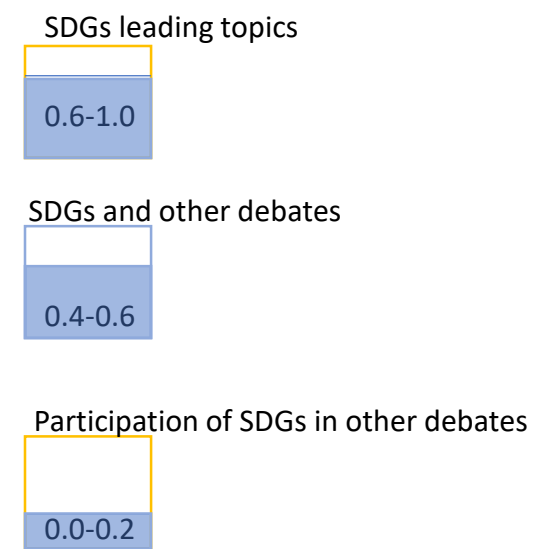 SDGs leading topics
0.6-1.0
SDGs and other debates
0.4-0.6
Participation of SDGs in other debates
0.0-0.2